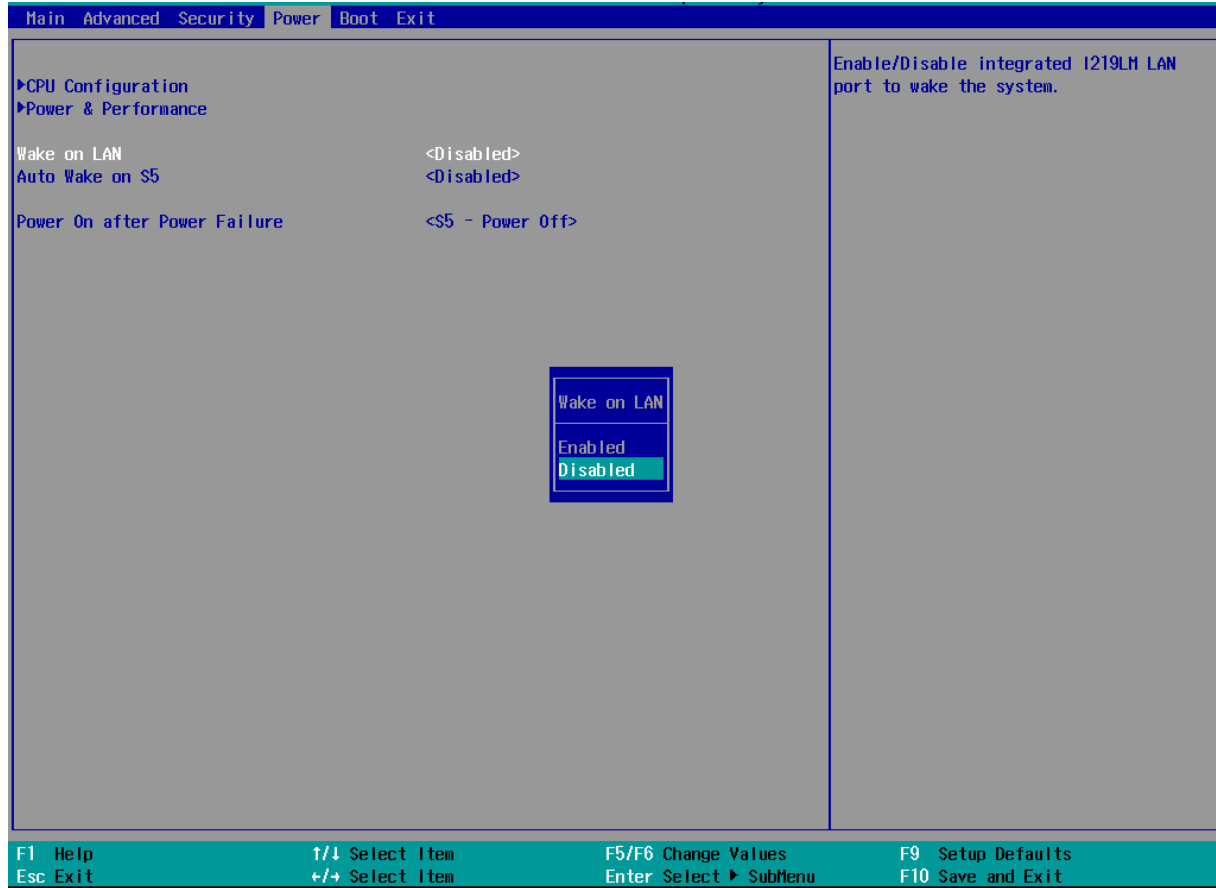 Main Advanced Security Power Boot Exit
▶CPU Configuration
▶Power & Performance
Wake on LAN <Disabled>
Auto Wake on S5 <Disabled>
Power On after Power Failure <S5 - Power Off>
Enable/Disable integrated I219LM LAN
port to wake the system.
Wake on LAN
Enabled
Disabled
F1 Help ↑/↓ Select Item F5/F6 Change Values F9 Setup Defaults
Esc Exit ←/→ Select Item Enter Select ▶ SubMenu F10 Save and Exit